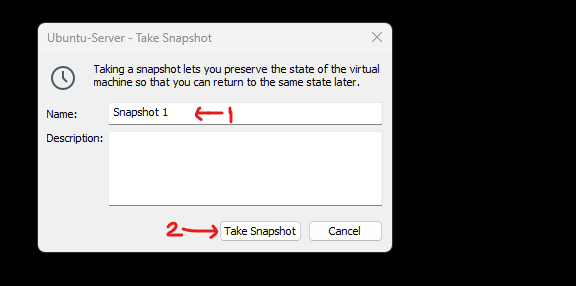 Ubuntu-Server - Take Snapshot
Taking a snapshot lets you preserve the state of the virtual
machine so that you can return to the same state later.
Name:
Snapshot 1
1
Description:
2
Take Snapshot
Cancel